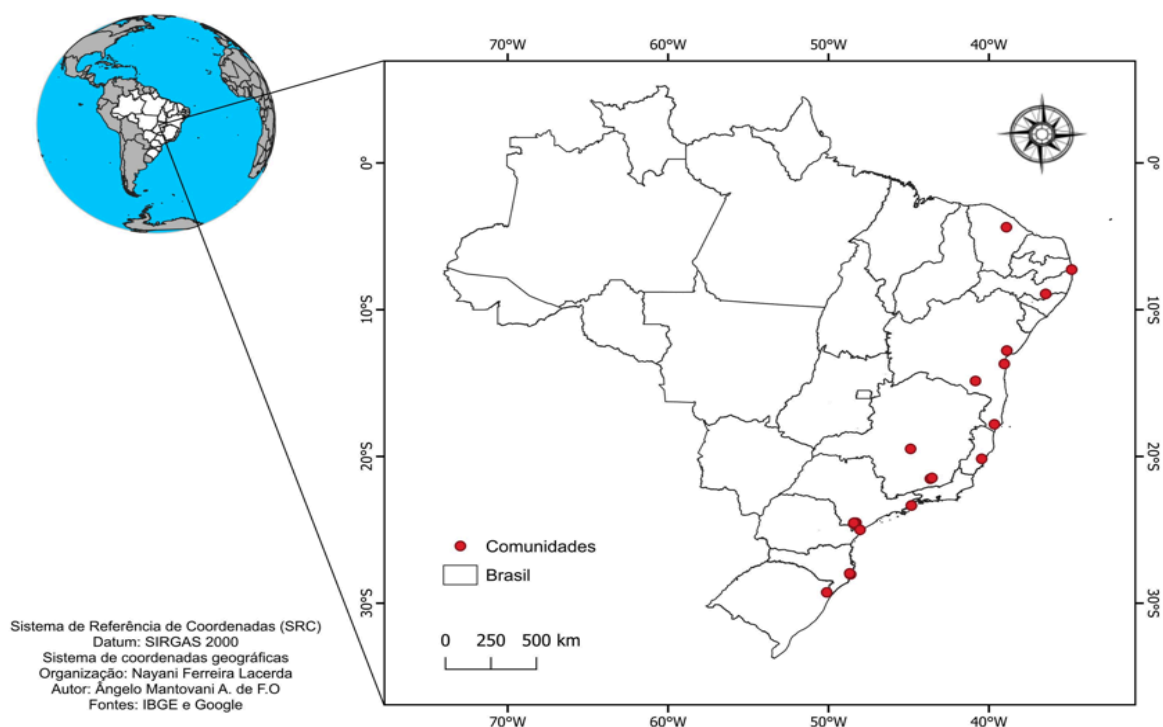 70°W 60°W 50°W 40°W
0° 0°
10°S 10°S
20°S 20°S
30°S 30°S
Comunidades
Brasil
0 250 500 km
70°W 60°W 50°W 40°W
Sistema de Referência de Coordenadas (SRC)
Datum: SIRGAS 2000
Sistema de coordenadas geográficas
Organização: Nayani Ferreira Lacerda
Autor: Ângelo Mantovani A. de F.O
Fontes: IBGE e Google